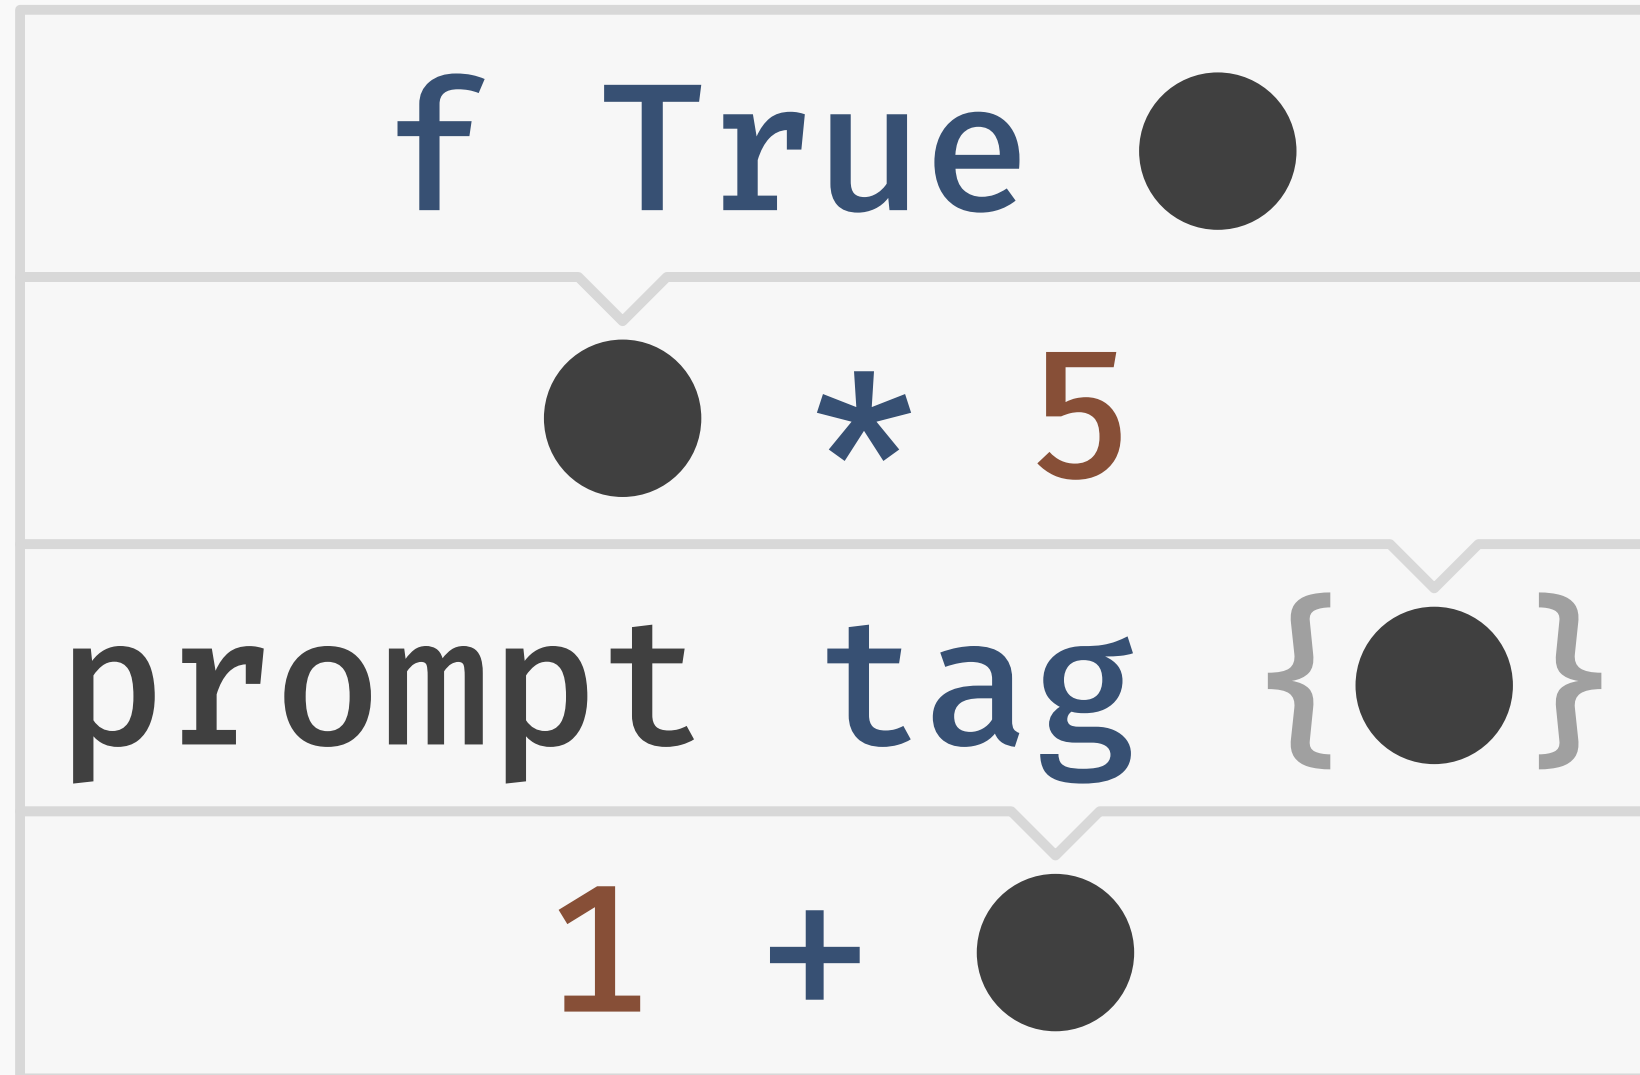 f True ●
● * 5
prompt tag {●}
1 + ●